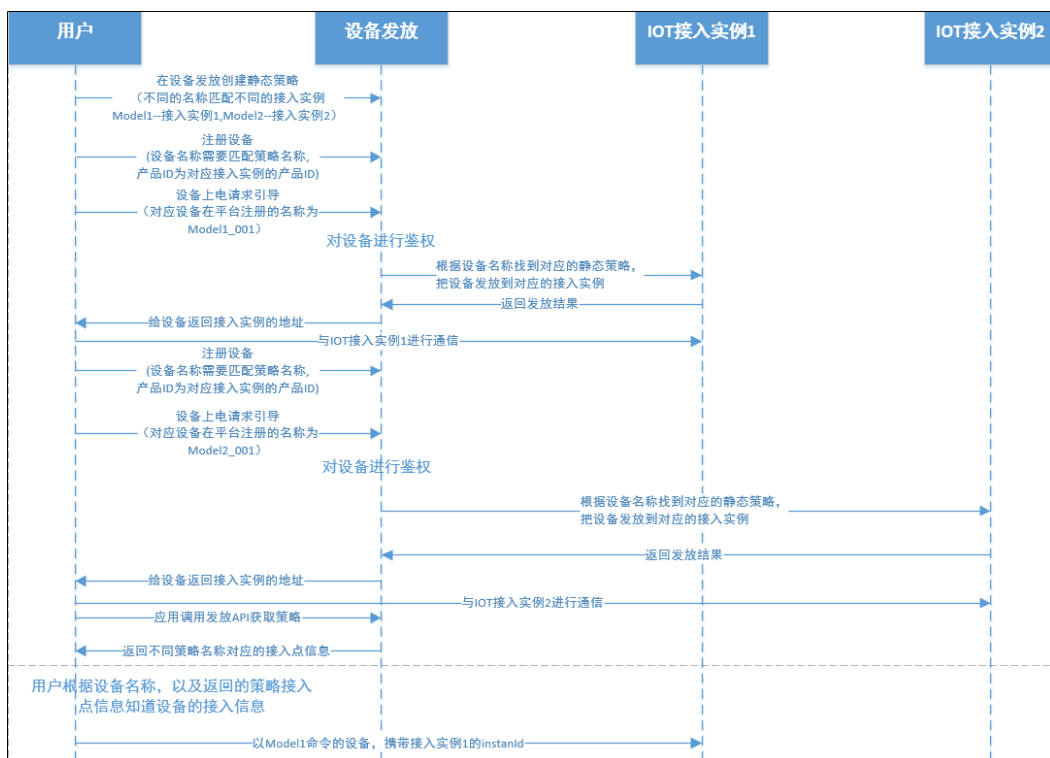 用户
设备发放
IOT接入实例1
IOT接入实例2
在设备发放创建静态策略
（不同的名称匹配不同的接入实例
Model1--接入实例1,Model2--接入实例2）
注册设备
(设备名称需要匹配策略名称,
产品ID为对应接入实例的产品ID)
设备上电请求引导
（对应设备在平台注册的名称为
Model1_001）
对设备进行鉴权
根据设备名称找到对应的静态策略，
把设备发放到对应的接入实例
返回发放结果
给设备返回接入实例的地址
与IOT接入实例1进行通信
注册设备
(设备名称需要匹配策略名称,
产品ID为对应接入实例的产品ID)
设备上电请求引导
（对应设备在平台注册的名称为
Model2_001）
对设备进行鉴权
根据设备名称找到对应的静态策略，
把设备发放到对应的接入实例
返回发放结果
给设备返回接入实例的地址
与IOT接入实例2进行通信
应用调用发放API获取策略
返回不同策略名称对应的接入点信息
用户根据设备名称，以及返回的策略接入
点信息知道设备的接入信息
以Model1命令的设备，携带接入实例1的instanId